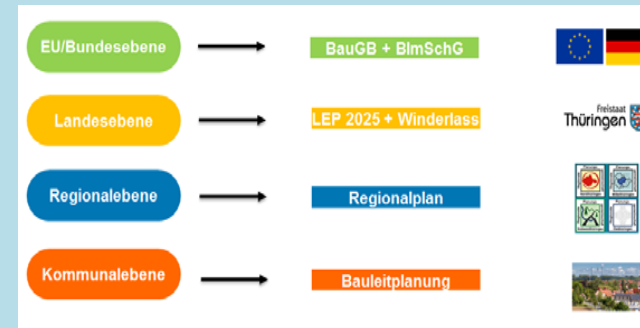 EU/Bundesebene
BauGB + BImSchG
Landesebene
LEP 2025 + Winderlass
Freistaat
Thüringen
Regionalebene
Regionalplan
Kommunalebene
Bauleitplanung